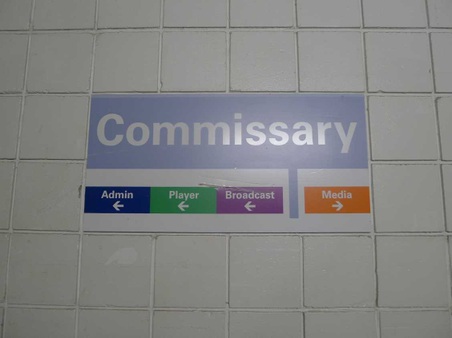 Commissary
Admin Player Broadcast Media
← ← ← →